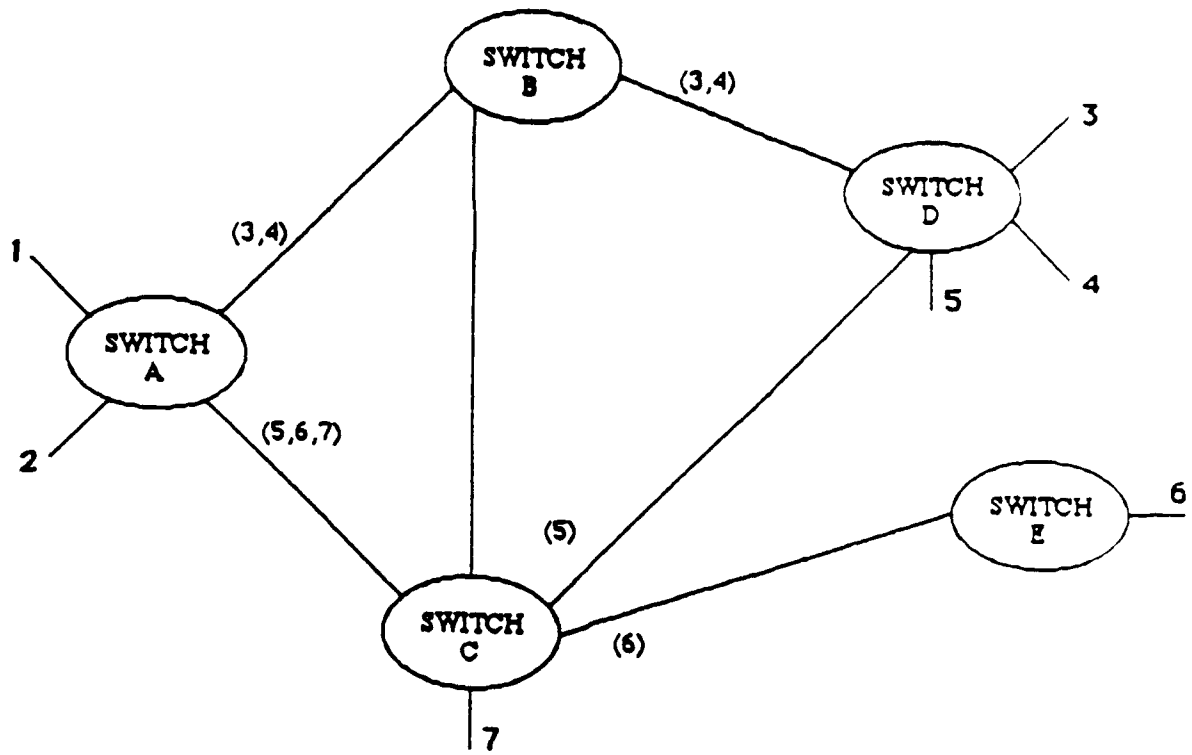 SWITCH
B
(3,4)
3
SWITCH
D
(3,4)
1
4
5
SWITCH
A
(5,6,7)
2
6
SWITCH
E
(5)
SWITCH
C
(6)
7